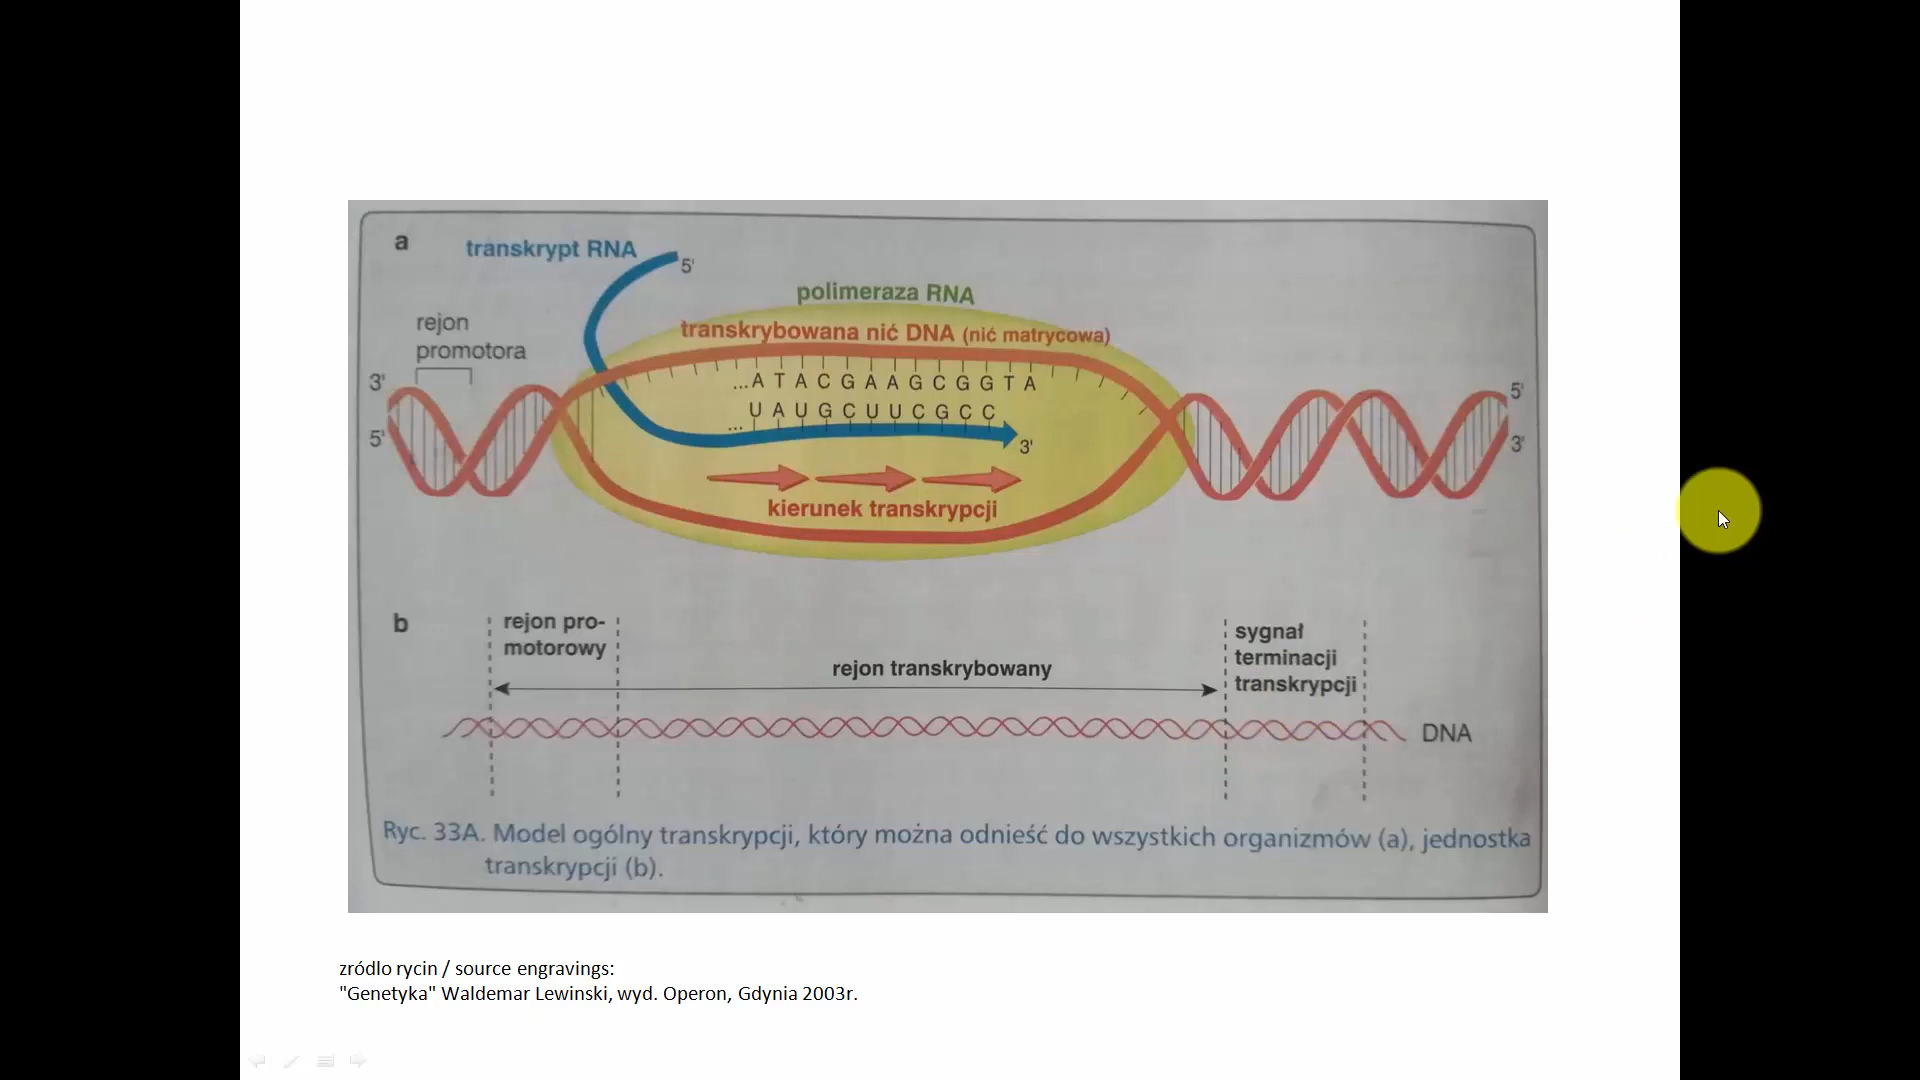 a
transkrypt RNA
5'
polimeraza RNA
transkrybowana nić DNA (nić matrycowa)
rejon
promotora
3'
5'
...A T A C G A A G C G G T A
U A U G C U U C G C C
...
3'
kierunek transkrypcji
5'
3'
b
rejon pro-
motorowy
rejon transkrybowany
sygnał
terminacji
transkrypcji
DNA
Ryc. 33A. Model ogólny transkrypcji, który można odnieść do wszystkich organizmów (a), jednostka
transkrypcji (b).
zródlo rycin / source engravings:
"Genetyka" Waldemar Lewinski, wyd. Operon, Gdynia 2003r.